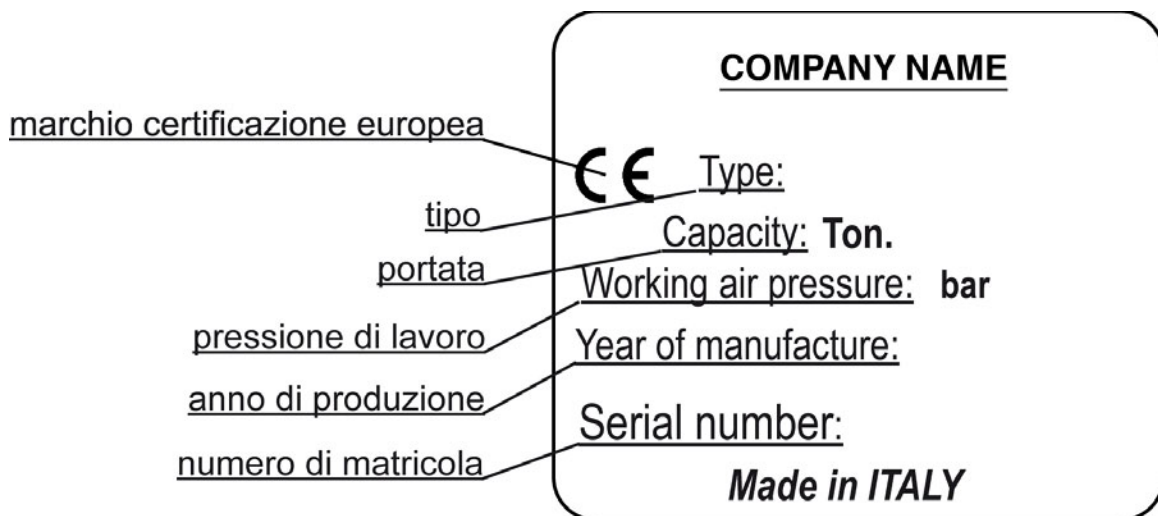 COMPANY NAME
marchio certificazione europea
CE Type:
tipo
Capacity: Ton.
portata
Working air pressure: bar
pressione di lavoro
Year of manufacture:
anno di produzione
Serial number:
numero di matricola
Made in ITALY